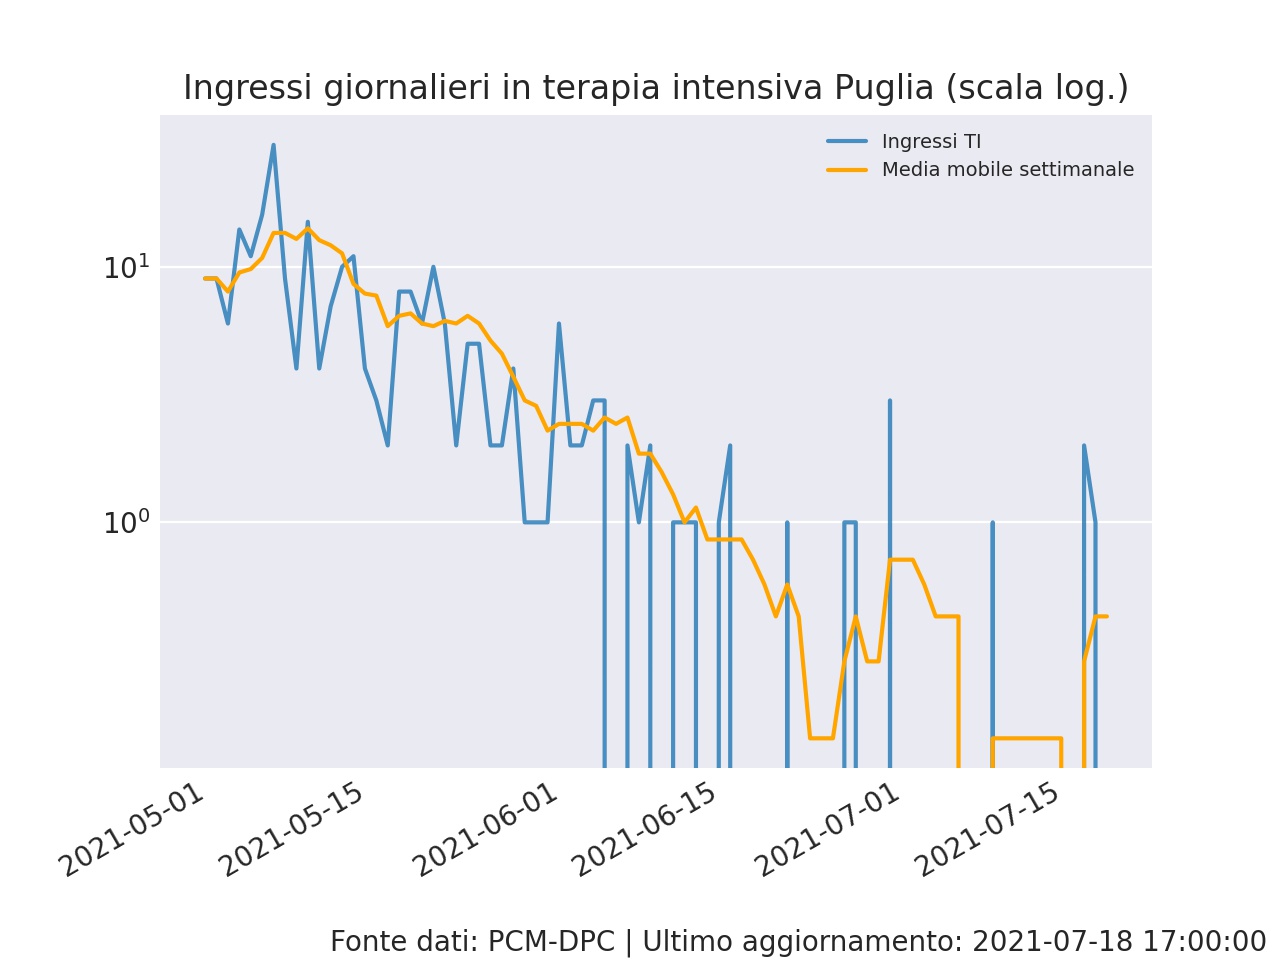 Ingressi giornalieri in terapia intensiva Puglia (scala log.)
Ingressi TI
Media mobile settimanale
10¹
10⁰
2021-05-01
2021-05-15
2021-06-01
2021-06-15
2021-07-01
2021-07-15
Fonte dati: PCM-DPC | Ultimo aggiornamento: 2021-07-18 17:00:00